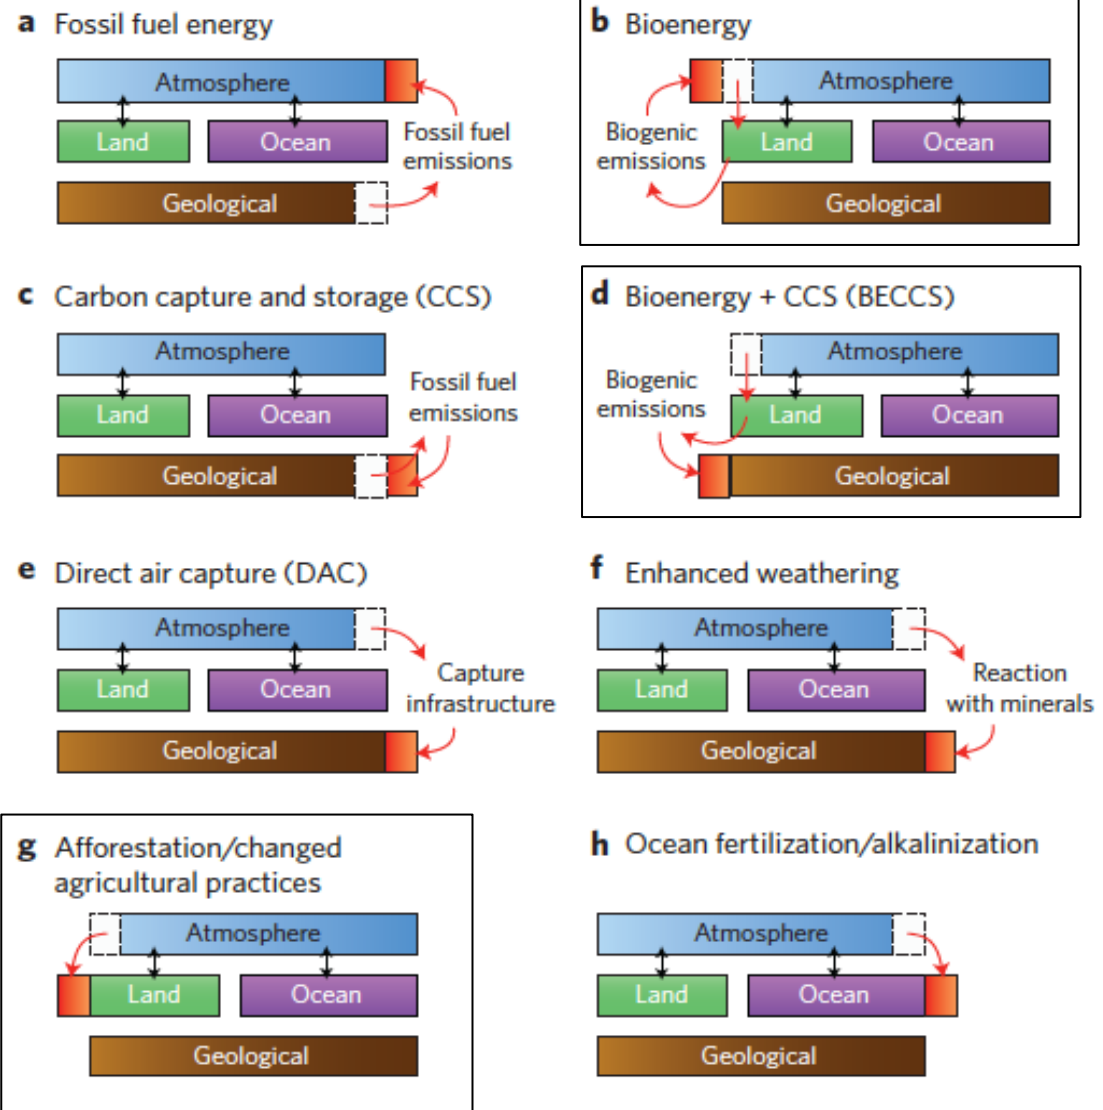 a Fossil fuel energy
Atmosphere
Land
Ocean
Fossil fuel
emissions
Geological
b Bioenergy
Atmosphere
Biogenic
emissions
Land
Ocean
Geological
c Carbon capture and storage (CCS)
Atmosphere
Fossil fuel
emissions
Land
Ocean
Geological
d Bioenergy + CCS (BECCS)
Atmosphere
Biogenic
emissions
Land
Ocean
Geological
e Direct air capture (DAC)
Atmosphere
Land
Ocean
Capture
infrastructure
Geological
f Enhanced weathering
Atmosphere
Land
Ocean
Reaction
with minerals
Geological
g Afforestation/changed
agricultural practices
Atmosphere
Land
Ocean
Geological
h Ocean fertilization/alkalinization
Atmosphere
Land
Ocean
Geological